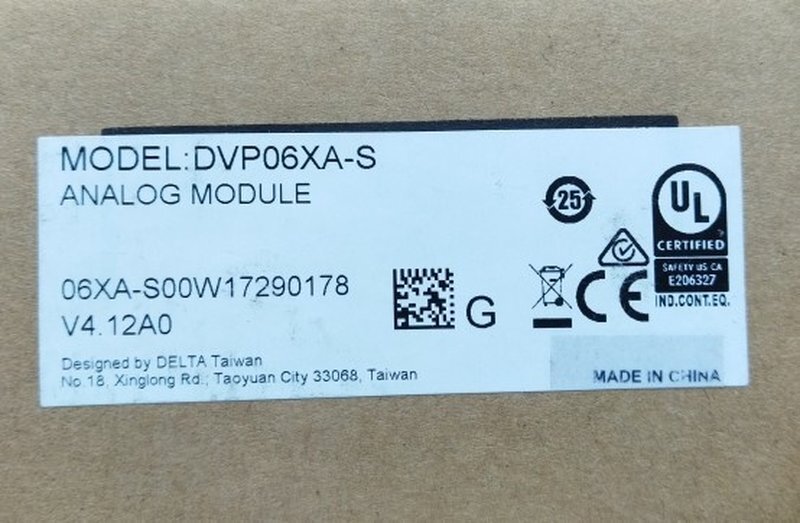 MODEL:DVP06XA-S
ANALOG MODULE
25
UL
CERTIFIED
SAFETY US CA
E206327
IND.CONT.EQ.
06XA-S00W17290178
V4.12A0
G
CE
Designed by DELTA Taiwan
No.18, Xinglong Rd., Taoyuan City 33068, Taiwan
MADE IN CHINA